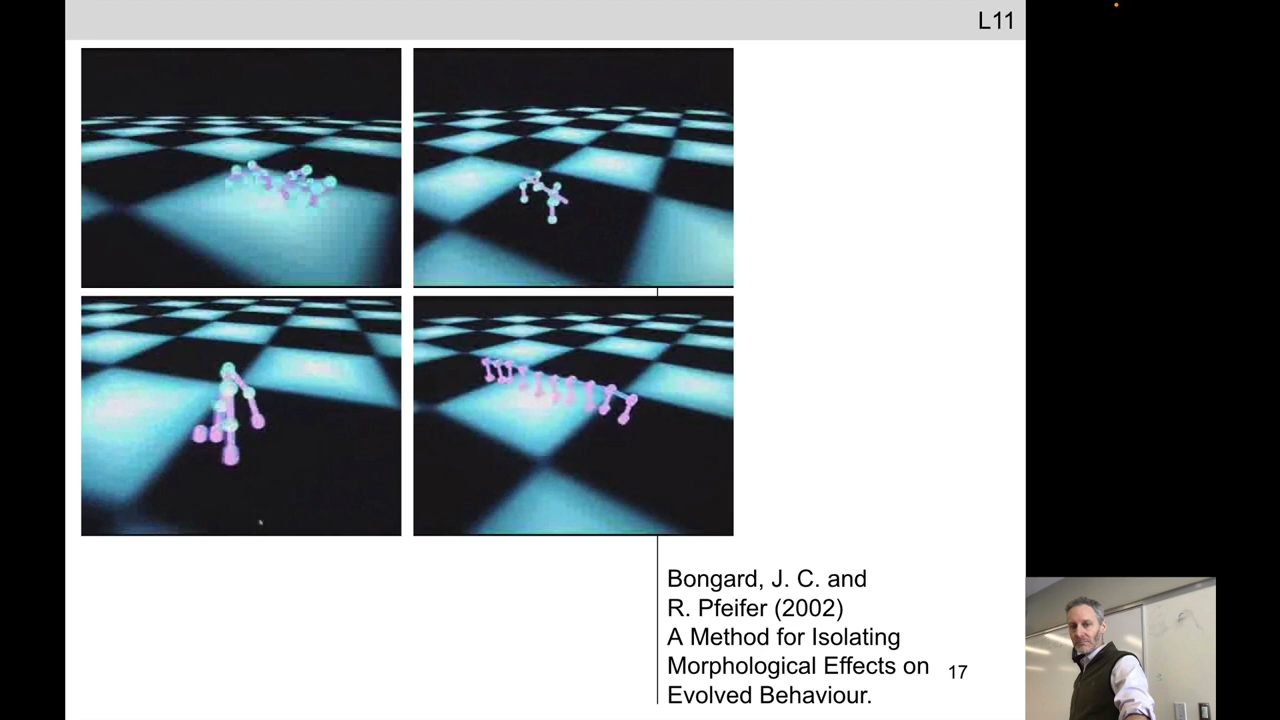 L11
Bongard, J. C. and
R. Pfeifer (2002)
A Method for Isolating
Morphological Effects on
Evolved Behaviour.
17